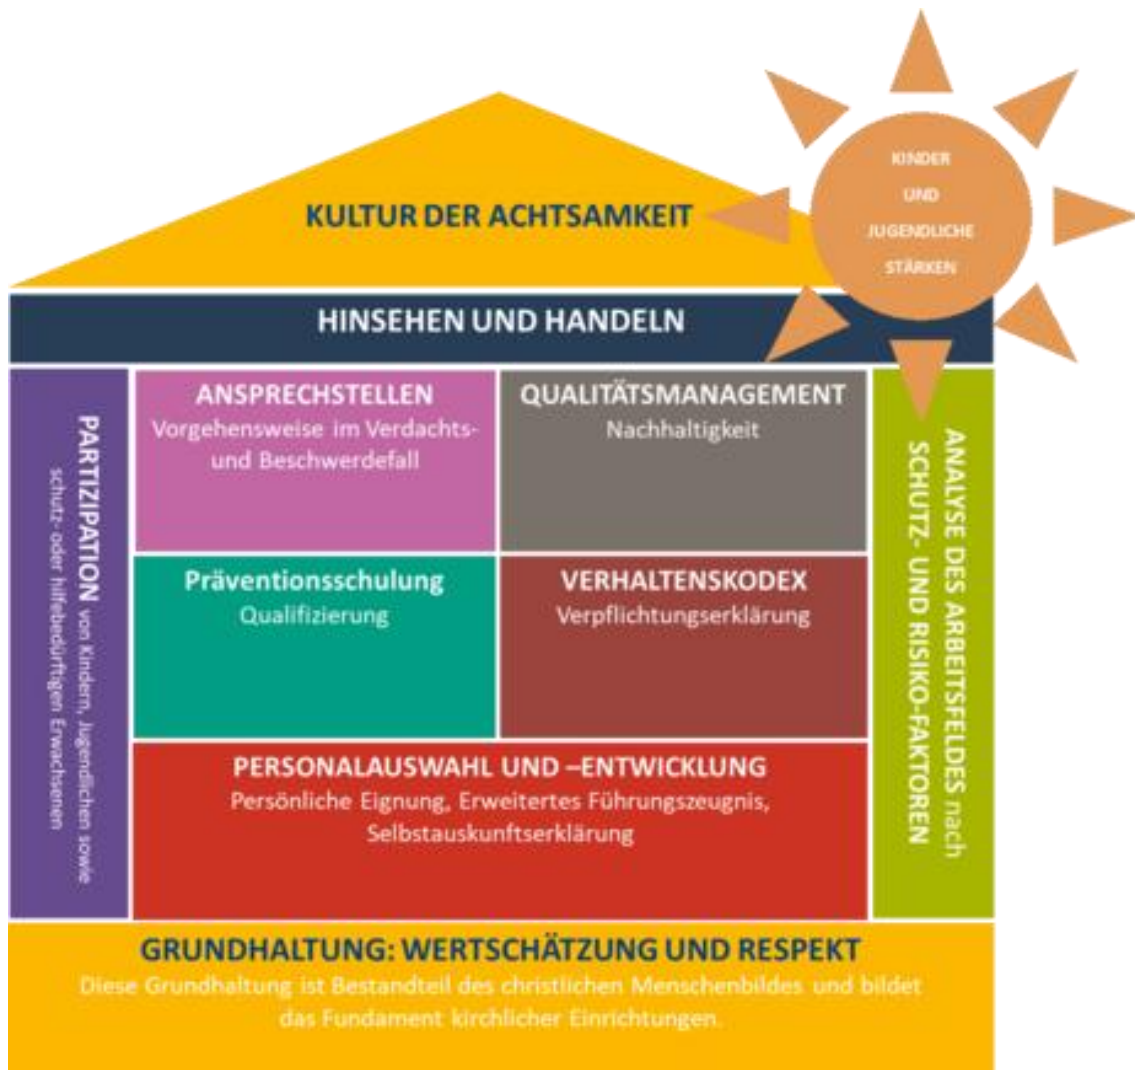 KINDER
UND
JUGENDLICHE
STÄRKEN
KULTUR DER ACHTSAMKEIT
HINSEHEN UND HANDELN
PARTIZIPATION von Kindern, Jugendlichen sowie
schutz- oder hilfebedürftigen Erwachsenen
ANSPRECHSTELLEN
Vorgehensweise im Verdachts-
und Beschwerdefall
QUALITÄTSMANAGEMENT
Nachhaltigkeit
Präventionsschulung
Qualifizierung
VERHALTENSKODEX
Verpflichtungserklärung
PERSONALAUSWAHL UND –ENTWICKLUNG
Persönliche Eignung, Erweitertes Führungszeugnis,
Selbstauskunftserklärung
ANALYSE DES ARBEITSFELDES nach
SCHUTZ- UND RISIKO-FAKTOREN
GRUNDHALTUNG: WERTSCHÄTZUNG UND RESPEKT
Diese Grundhaltung ist Bestandteil des christlichen Menschenbildes und bildet
das Fundament kirchlicher Einrichtungen.